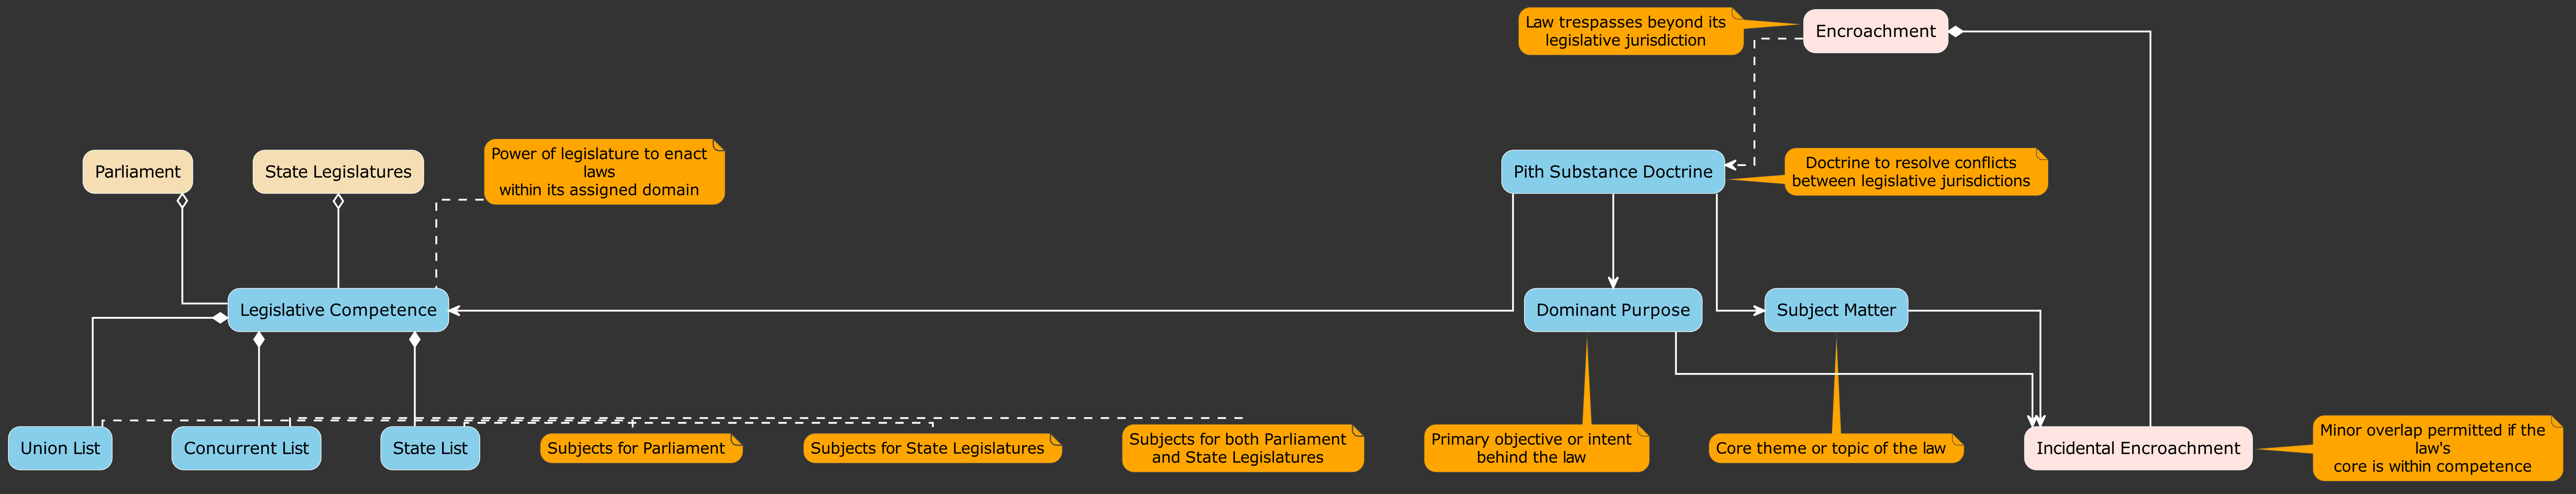 Law trespasses beyond its
legislative jurisdiction
Encroachment
Parliament
State Legislatures
Power of legislature to enact
laws
within its assigned domain
Pith Substance Doctrine
Doctrine to resolve conflicts
between legislative jurisdictions
Legislative Competence
Dominant Purpose
Subject Matter
Union List
Concurrent List
State List
Subjects for Parliament
Subjects for State Legislatures
Subjects for both Parliament
and State Legislatures
Primary objective or intent
behind the law
Core theme or topic of the law
Incidental Encroachment
Minor overlap permitted if the
law's
core is within competence